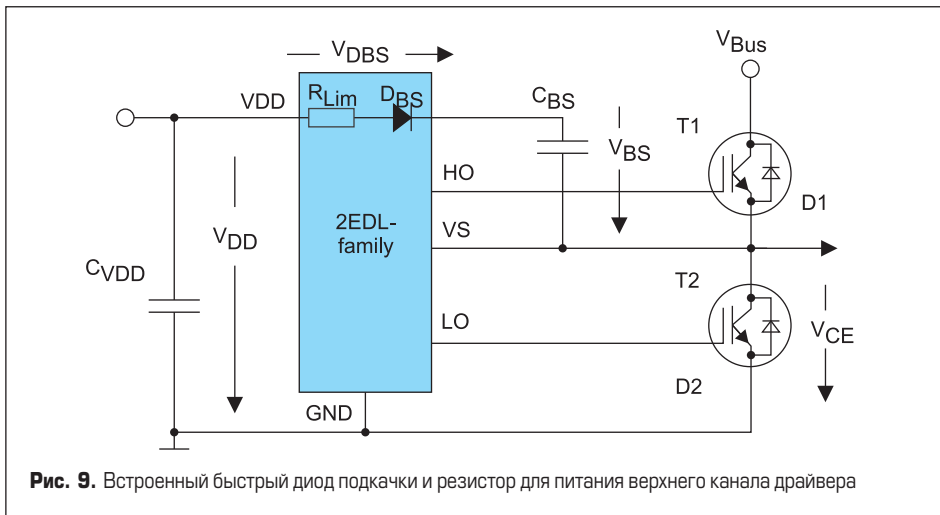 VDBS
VBus
VDD
RLim
DBS
CBS
T1
VBS
HO
D1
2EDL-
family
VS
VDD
CVDD
T2
LO
VCE
D2
GND
Рис. 9. Встроенный быстрый диод подкачки и резистор для питания верхнего канала драйвера